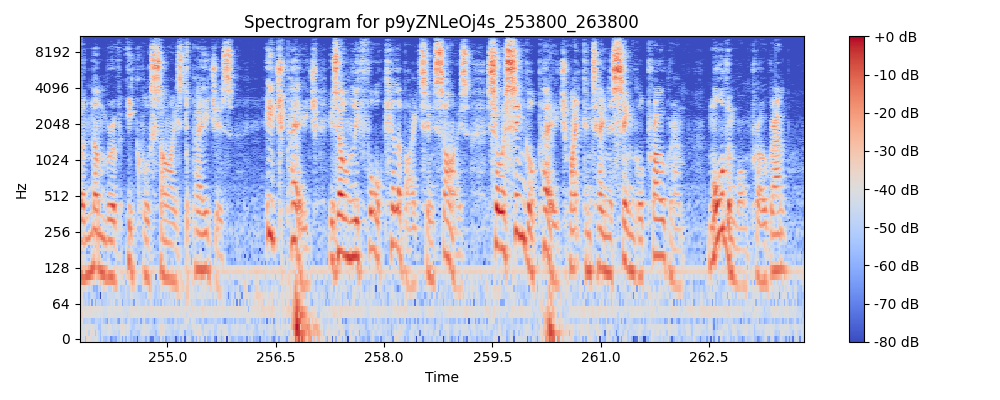 Spectrogram for p9yZNLeOj4s_253800_263800
Hz
8192
4096
2048
1024
512
256
128
64
0
255.0 256.5 258.0 259.5 261.0 262.5
Time
+0 dB
-10 dB
-20 dB
-30 dB
-40 dB
-50 dB
-60 dB
-70 dB
-80 dB